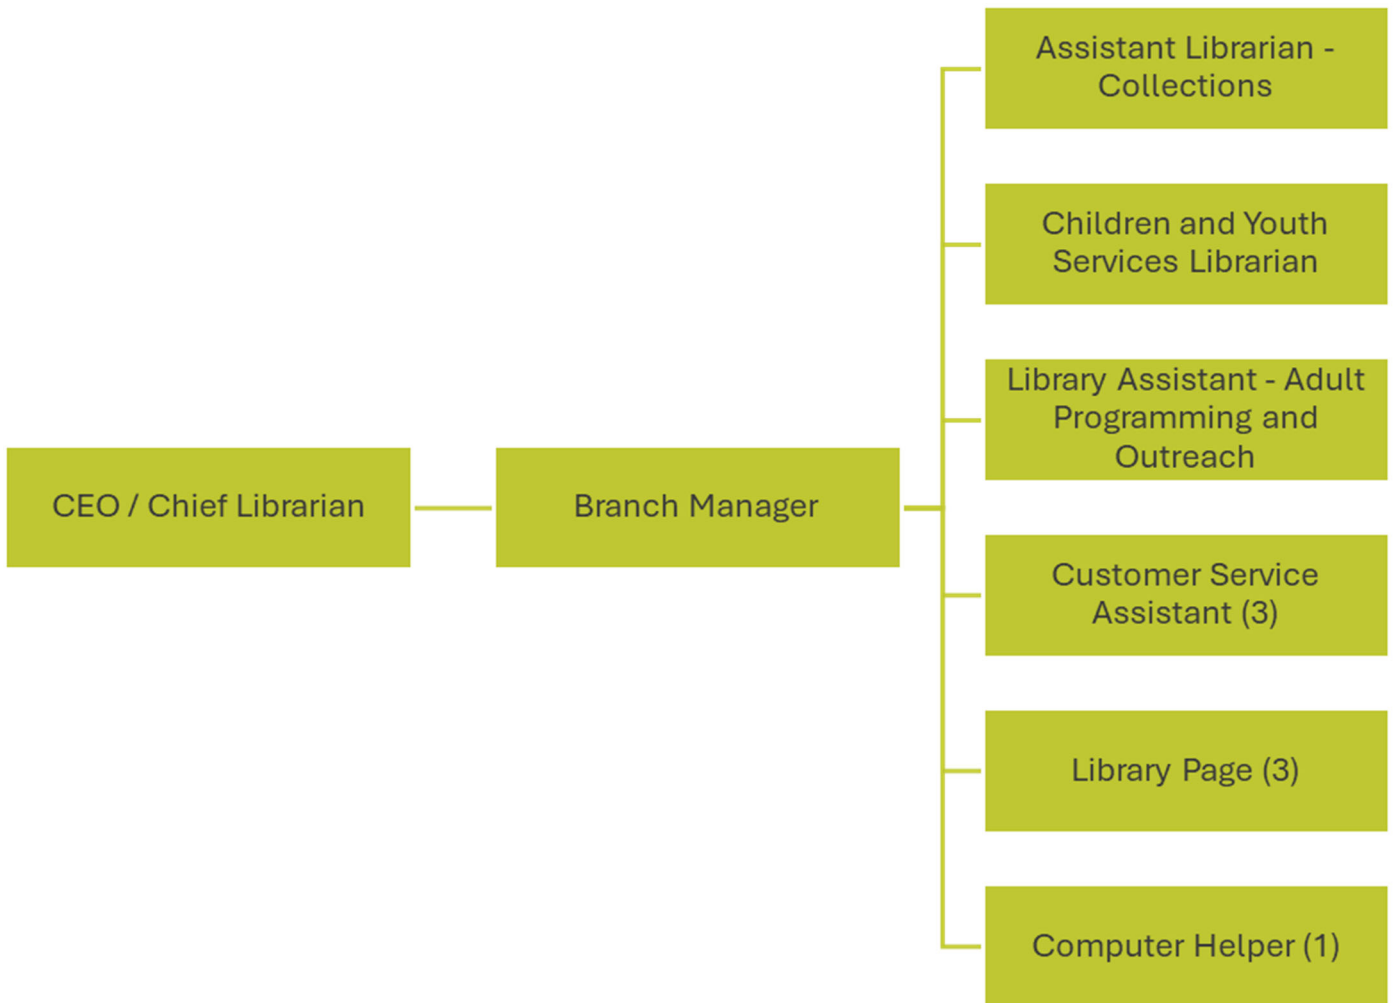 Assistant Librarian -
Collections
Children and Youth
Services Librarian
Library Assistant - Adult
Programming and
Outreach
CEO / Chief Librarian
Branch Manager
Customer Service
Assistant (3)
Library Page (3)
Computer Helper (1)